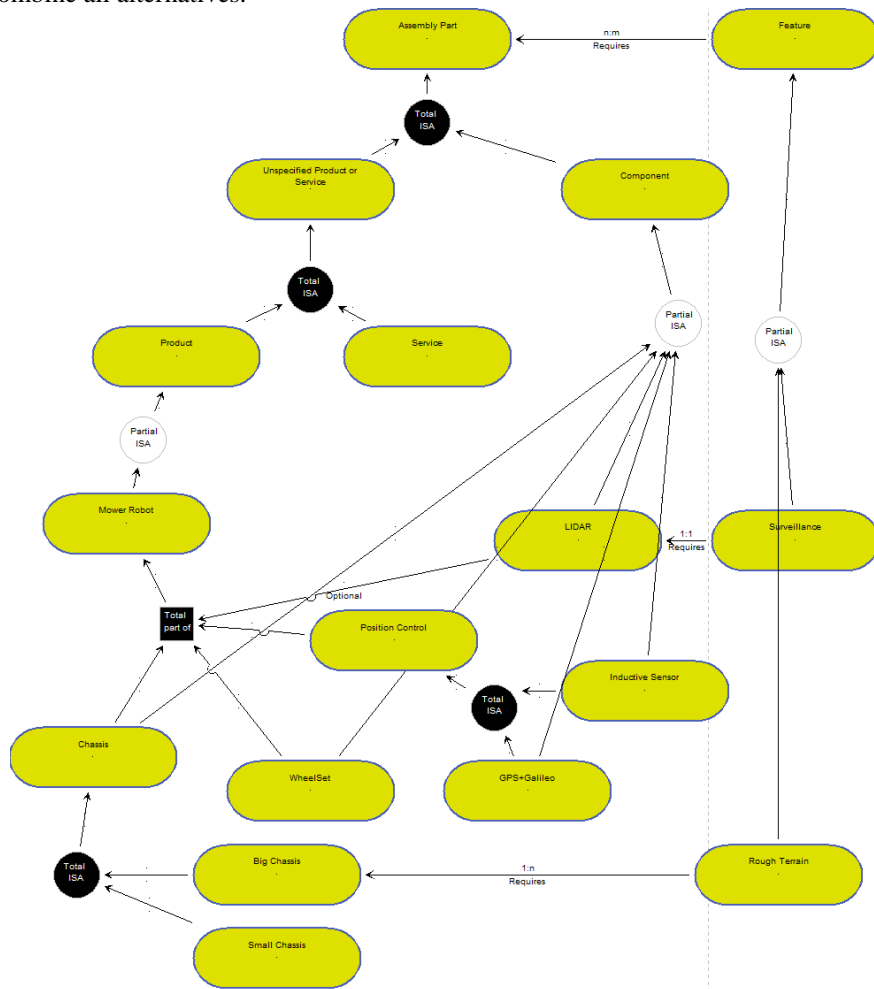 ombine all alternatives.
Assembly Part
n:m
Requires
Feature
Total
ISA
Unspecified Product or
Service
Component
Total
ISA
Partial
ISA
Partial
ISA
Product
Service
Partial
ISA
Mower Robot
LIDAR
1:1
Requires
Surveillance
Optional
Total
part of
Position Control
Inductive Sensor
Total
ISA
Chassis
WheelSet
GPS+Galileo
Total
ISA
Big Chassis
1:n
Requires
Rough Terrain
Small Chassis